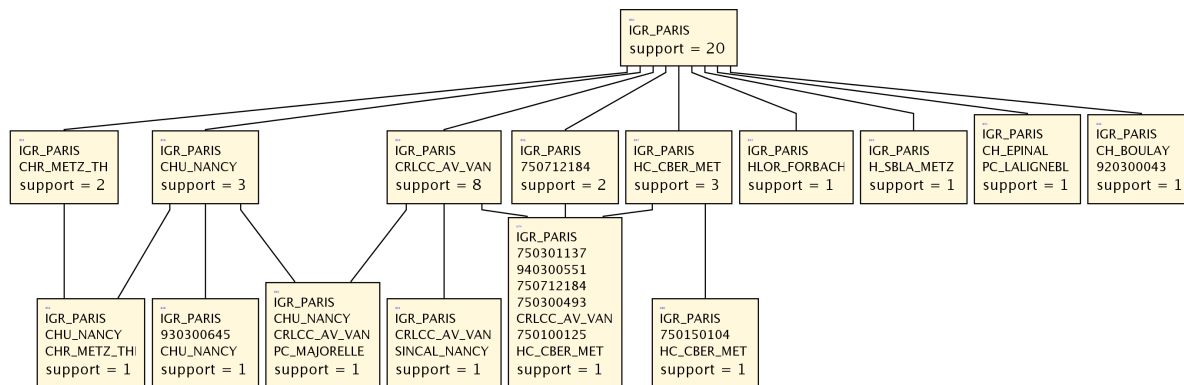 IGR_PARIS
support = 20
IGR_PARIS
CHR_METZ_TH
support = 2
IGR_PARIS
CHU_NANCY
support = 3
IGR_PARIS
CRLCC_AV_VAN
support = 8
IGR_PARIS
750712184
support = 2
IGR_PARIS
HC_CBER_MET
support = 3
IGR_PARIS
HLOR_FORBACH
support = 1
IGR_PARIS
H_SBLA_METZ
support = 1
IGR_PARIS
CH_EPINAL
PC_LALIGNEBL
support = 1
IGR_PARIS
CH_BOULAY
920300043
support = 1
IGR_PARIS
CHU_NANCY
CHR_METZ_THI
support = 1
IGR_PARIS
930300645
CHU_NANCY
support = 1
IGR_PARIS
CHU_NANCY
CRLCC_AV_VAN
PC_MAJORELLE
support = 1
IGR_PARIS
CRLCC_AV_VAN
SINCAL_NANCY
support = 1
IGR_PARIS
750301137
940300551
750712184
750300493
CRLCC_AV_VAN
750100125
HC_CBER_MET
support = 1
IGR_PARIS
750150104
HC_CBER_MET
support = 1